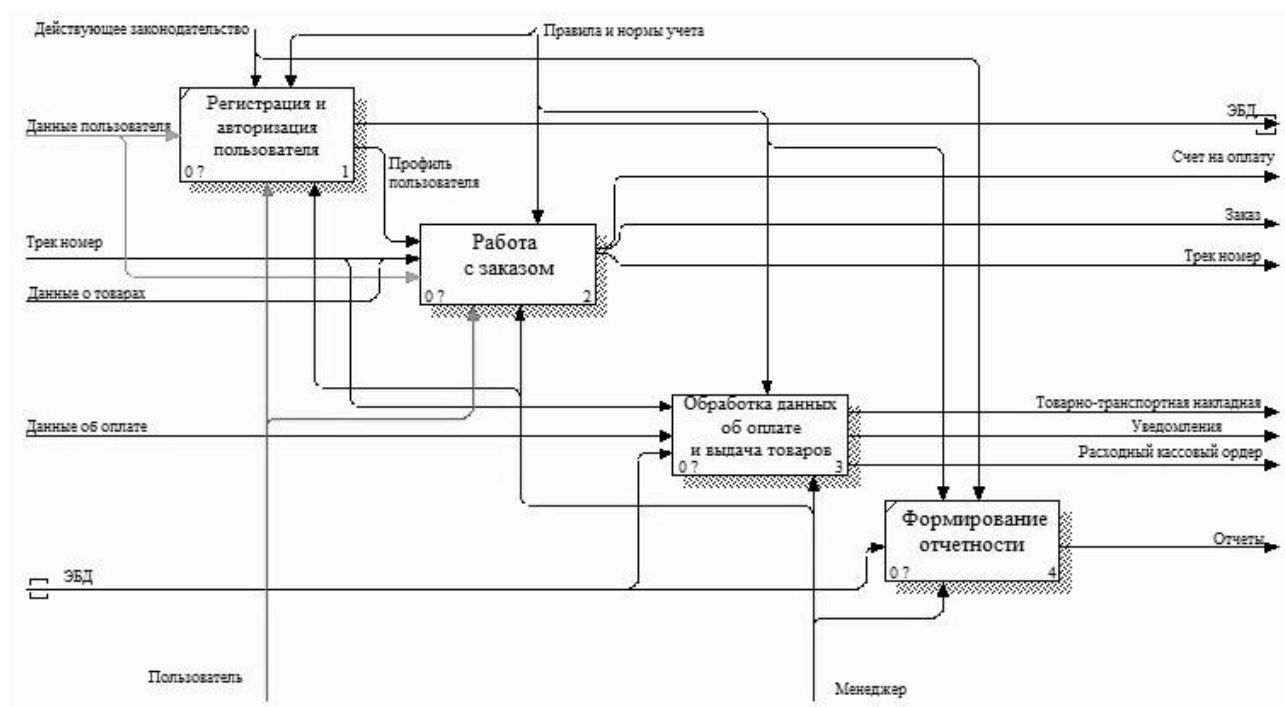 Действующее законодательство
Правила и нормы учета
Регистрация и
авторизация
пользователя
0 ?
1
Данные пользователя
ЭБД
Счет на оплату
Профиль
пользователя
Заказ
Трек номер
Работа
с заказом
0 ?
2
Трек номер
Данные о товарах
Обработка данных
об оплате
и выдача товаров
0 ?
3
Товарно-транспортная накладная
Данные об оплате
Уведомления
Расходный кассовый ордер
Формирование
отчетности
0 ?
4
Отчеты
ЭБД
Пользователь
Менеджер